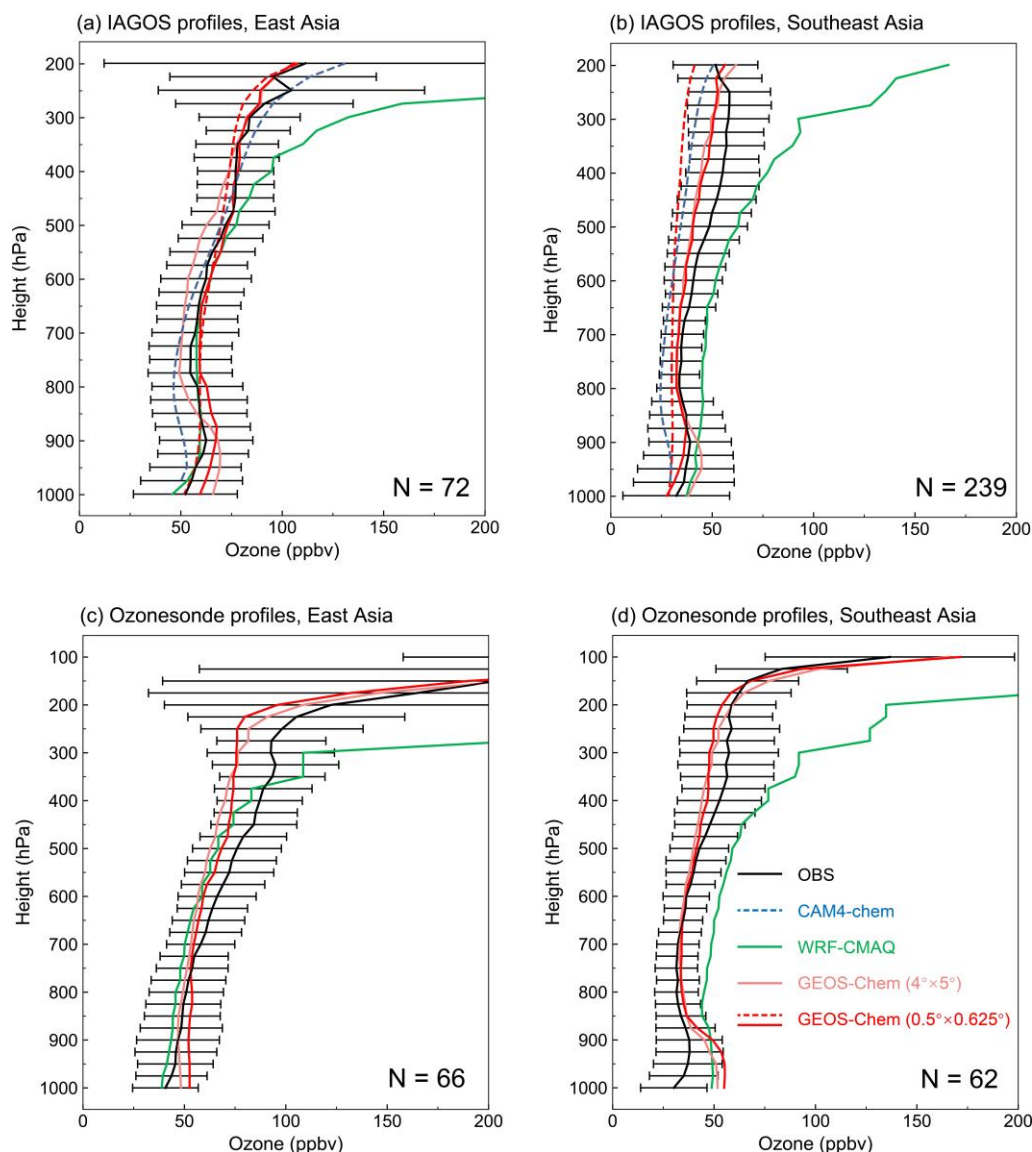 (a) IAGOS profiles, East Asia
200
300
400
500
600
700
800
900
1000
Height (hPa)
50
100
150
200
Ozone (ppbv)
N = 72
(b) IAGOS profiles, Southeast Asia
200
300
400
500
600
700
800
900
1000
Height (hPa)
50
100
150
200
Ozone (ppbv)
N = 239
(c) Ozonesonde profiles, East Asia
100
200
300
400
500
600
700
800
900
1000
Height (hPa)
50
100
150
200
Ozone (ppbv)
N = 66
(d) Ozonesonde profiles, Southeast Asia
100
200
300
400
500
600
700
800
900
1000
Height (hPa)
50
100
150
200
Ozone (ppbv)
OBS
CAM4-chem
WRF-CMAQ
GEOS-Chem (4°×5°)
GEOS-Chem (0.5°×0.625°)
N = 62